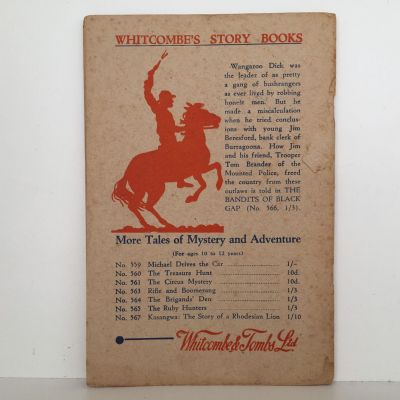 WHITCOMBE'S STORY BOOKS
Wangaroo Dick was
the leader of as pretty
a gang of bushrangers
as ever lived by robbing
honest men. But he
made a miscalculation
when he tried conclu-
sions with young Jim
Beresford, bank clerk of
Burragoona. How Jim
and his friend, Trooper
Tom Brander of the
Mounted Police, freed
the country from these
outlaws is told in THE
BANDITS OF BLACK
GAP (No. 566, 1/3).
More Tales of Mystery and Adventure
(For ages 10 to 12 years)
No. 559 Michael Drives the Car 1/-
No. 560 The Treasure Hunt 10d.
No. 561 The Circus Mystery 10d.
No. 563 Rifle and Boomerang 1/3
No. 564 The Brigands' Den 1/3
No. 565 The Ruby Hunters 1/3
No. 567 Kusangwa: The Story of a Rhodesian Lion 1/10
Whitcombe & Tombs Ltd